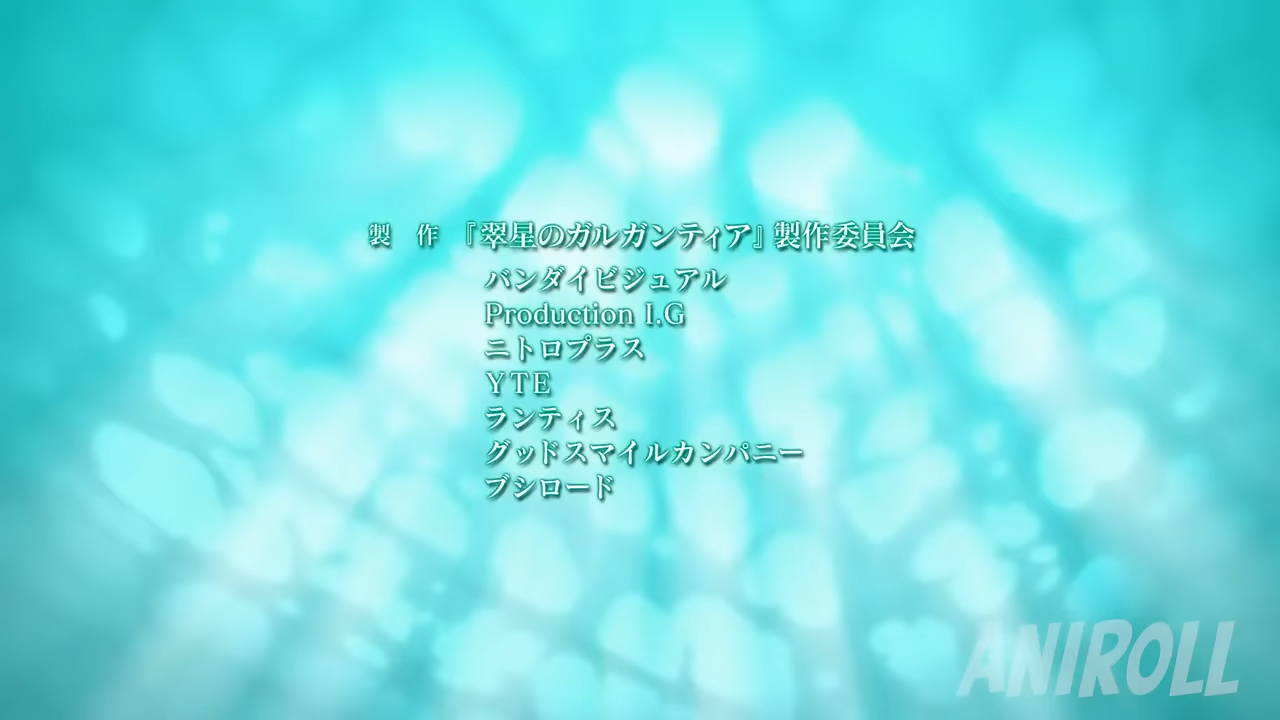 製　作 『翠星のガルガンティア』製作委員会
バンダイビジュアル
Production I.G
ニトロプラス
YTE
ランティス
グッドスマイルカンパニー
ブシロード
ANIROLL